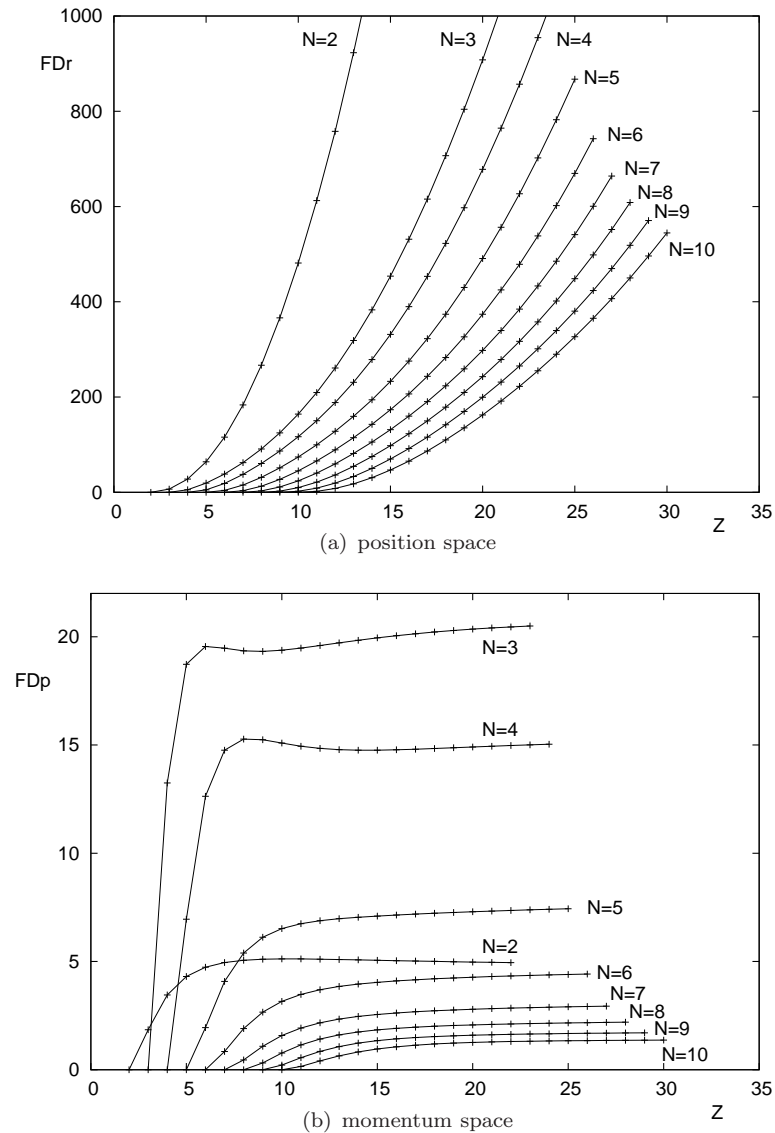 1000
800
600
400
200
0
FDr
N=2
N=3
N=4
N=5
N=6
N=7
N=8
N=9
N=10
0 5 10 15 20 25 30 35
Z
(a) position space
20
15
10
5
0
FDp
N=3
N=4
N=5
N=2
N=6
N=7
N=8
N=9
N=10
0 5 10 15 20 25 30 35
Z
(b) momentum space